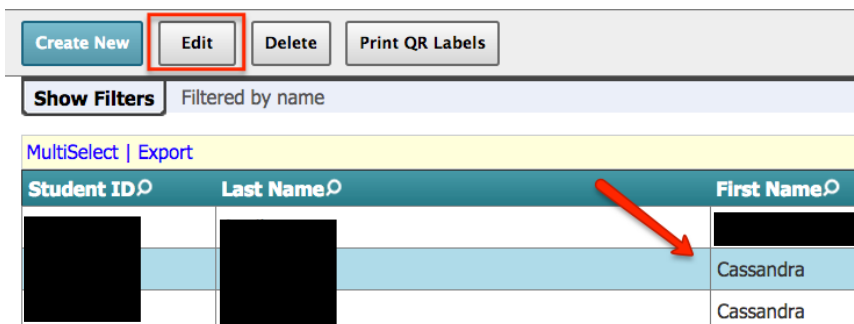 Create New Edit Delete Print QR Labels
Show Filters Filtered by name
MultiSelect | Export
Student ID Last Name First Name
Cassandra
Cassandra